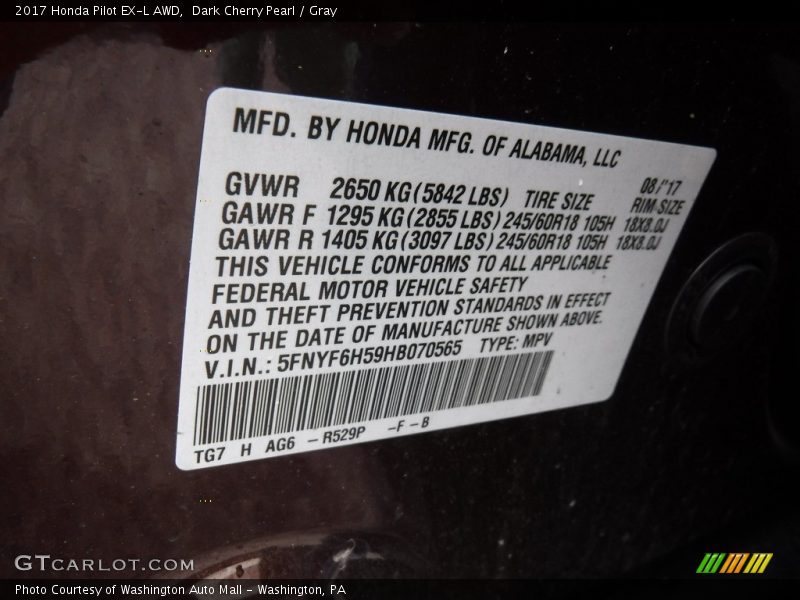 2017 Honda Pilot EX-L AWD,  Dark Cherry Pearl / Gray
MFD. BY HONDA MFG. OF ALABAMA, LLC
08/'17
GVWR 2650 KG (5842 LBS) TIRE SIZE RIM SIZE
GAWR F 1295 KG (2855 LBS) 245/60R18 105H 18X8.0J
GAWR R 1405 KG (3097 LBS) 245/60R18 105H 18X8.0J
THIS VEHICLE CONFORMS TO ALL APPLICABLE
FEDERAL MOTOR VEHICLE SAFETY
AND THEFT PREVENTION STANDARDS IN EFFECT
ON THE DATE OF MANUFACTURE SHOWN ABOVE.
V.I.N.: 5FNYF6H59HB070565 TYPE: MPV
TG7 H AG6 - R529P - F - B
GTCARLOT.COM
Photo Courtesy of Washington Auto Mall - Washington, PA